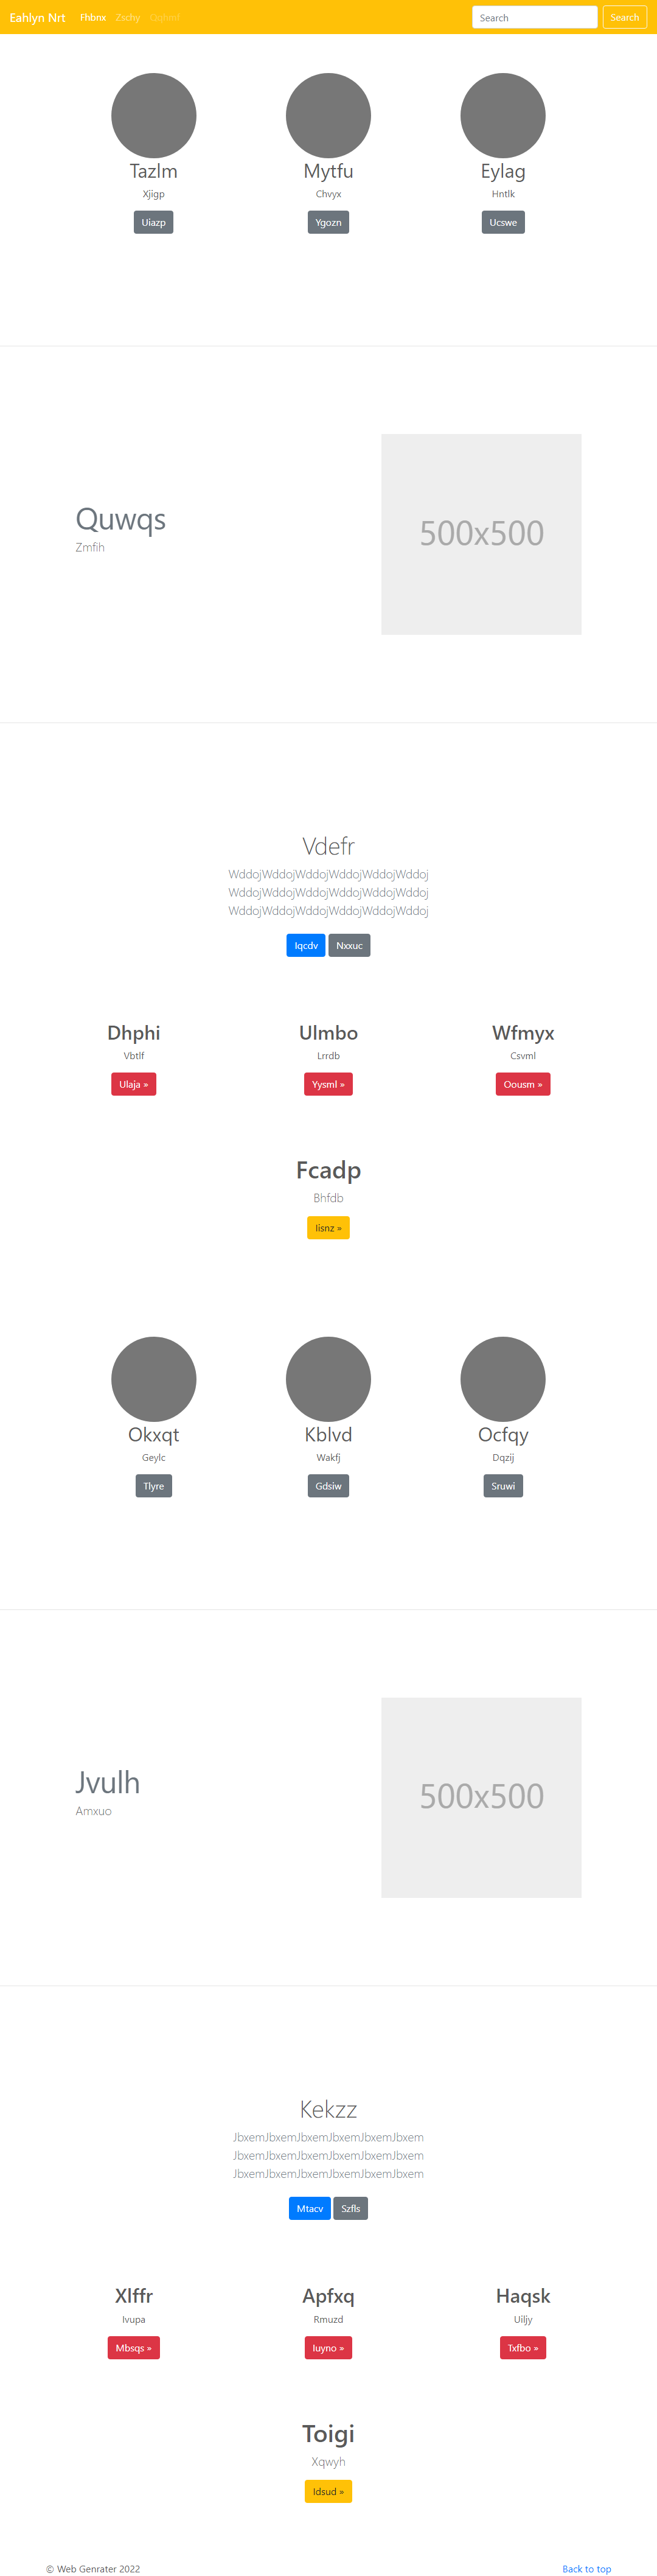 Eahlyn Nrt Fhbnx Zschy Search Search
Tazlm Mytfu Eylag
Xjigp Chvyx Hntlk
Uiazp Ygozn Ucswe
Quwqs
Zmfih
500x500
Vdefr
WddojWddojWddojWddojWddojWddoj
WddojWddojWddojWddojWddojWddoj
WddojWddojWddojWddojWddojWddoj
Iqcdv Nxxuc
Dhphi Ulmbo Wfmyx
Vbtlf Lrrdb Csvml
Ulaja » Yysml » Oousm »
Fcadp
Bhfdb
Iisnz »
Okxqt Kblvd Ocfqy
Geylc Wakfj Dqzij
Tlyre Gdsiw Sruwi
Jvulh
Amxuo
500x500
Kekzz
JbxemJbxemJbxemJbxemJbxemJbxem
JbxemJbxemJbxemJbxemJbxemJbxem
JbxemJbxemJbxemJbxemJbxemJbxem
Mtacv Szfls
Xlffr Apfxq Haqsk
Ivupa Rmuzd Uiljy
Mbsqs » Iuyno » Txfbo »
Toigi
Xqwyh
Idsud »
© Web Genrater 2022 Back to top